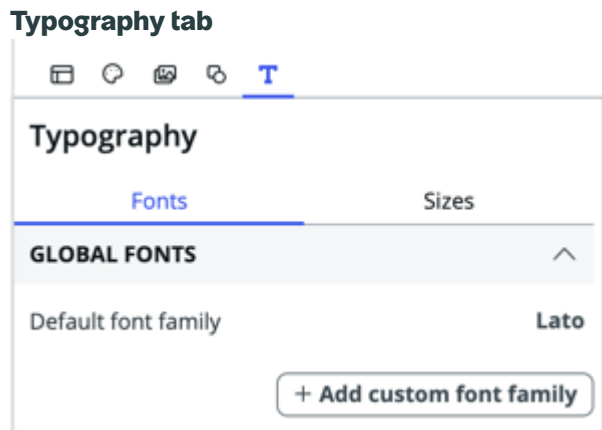 Typography tab
T
Typography
Fonts Sizes
GLOBAL FONTS
Default font family Lato
+ Add custom font family